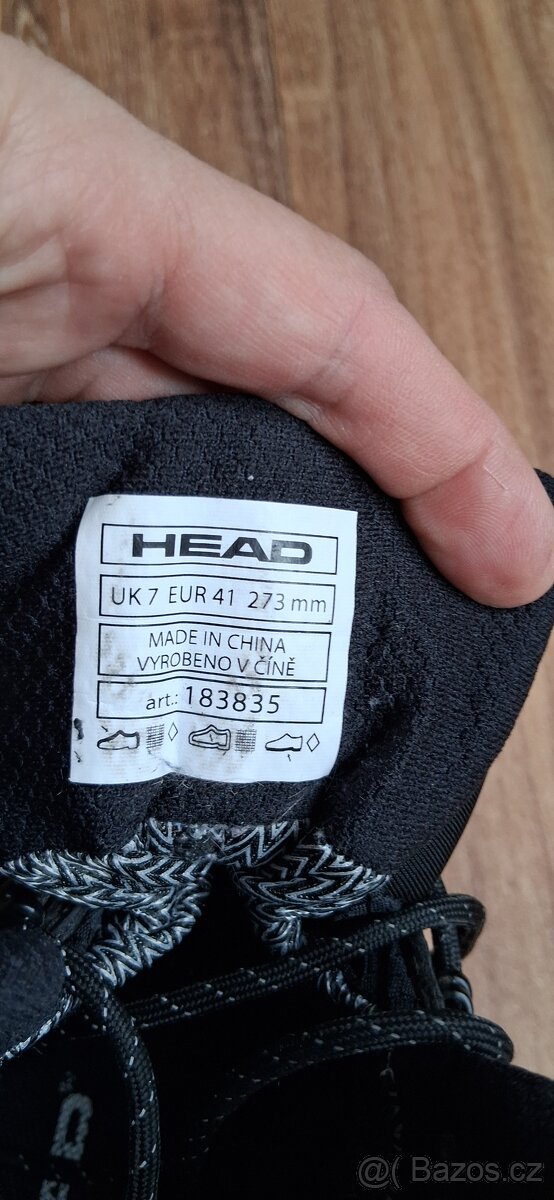 HEAD
UK 7 EUR 41 273 mm
MADE IN CHINA
VYROBENO V ČÍNĚ
art.: 183835
@( Bazos.cz